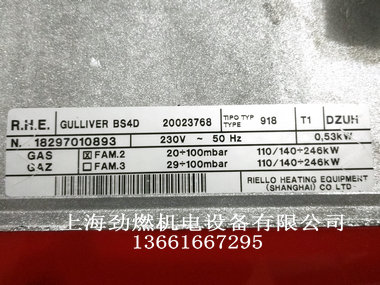 R.H.E. GULLIVER BS4D 20023768 TIPO TYP TYPE 918 T1 DZUH
N. 18297010893 230V ~ 50 Hz 0,53kW
GAS ☒ FAM.2 20÷100mbar 110/140÷246kW
GAZ ☐ FAM.3 29÷100mbar 110/140÷246kW
RIELLO HEATING EQUIPMENT
(SHANGHAI) CO LTD
上海劲燃机电设备有限公司
13661667295